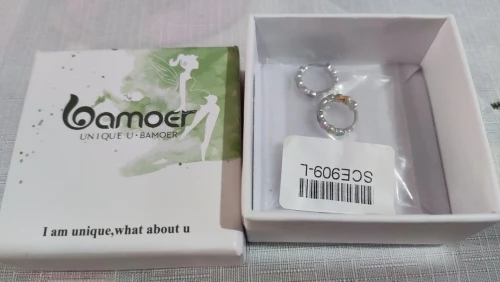 bamoer
UNIQUE U · BAMOER
I am unique,what about u
SCE909-L